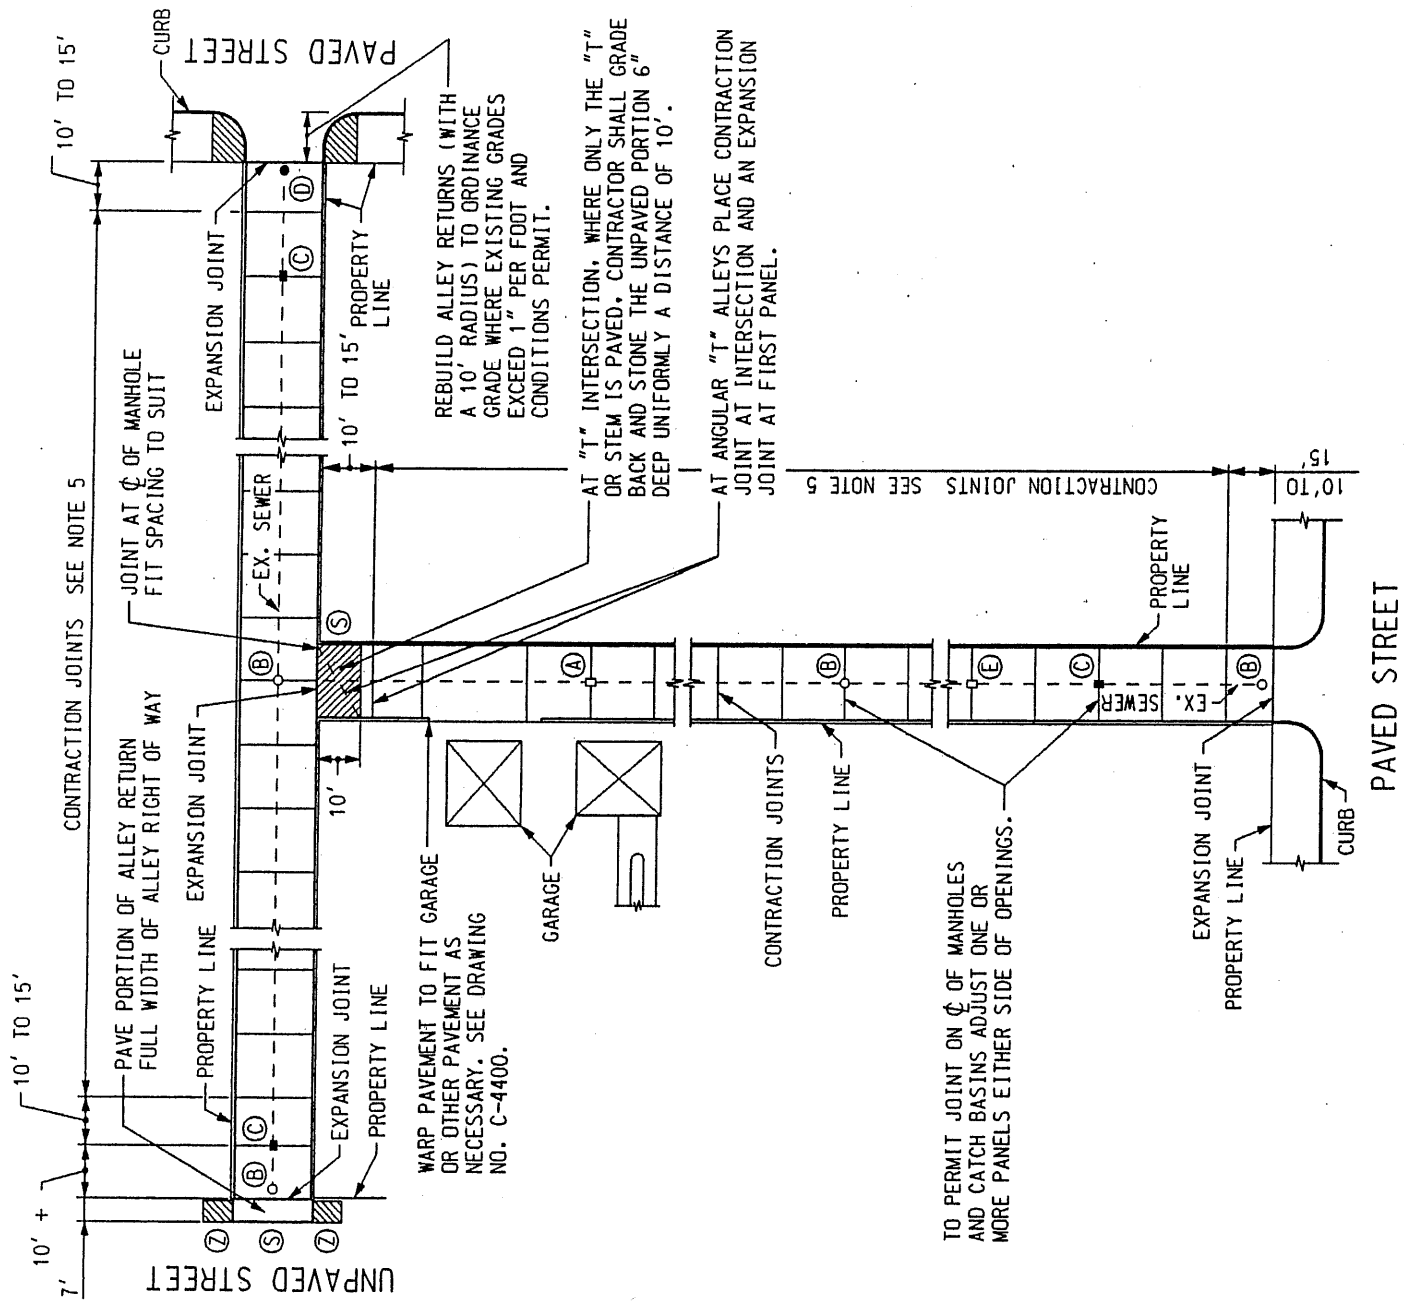 10' TO 15'
CURB
PAVED STREET
EXPANSION JOINT
PROPERTY
LINE
D
C
REBUILD ALLEY RETURNS (WITH
A 10' RADIUS) TO ORDINANCE
GRADE WHERE EXISTING GRADES
EXCEED 1" PER FOOT AND
CONDITIONS PERMIT.
CONTRACTION JOINTS SEE NOTE 5
JOINT AT ℄ OF MANHOLE
FIT SPACING TO SUIT
EX. SEWER
10' TO 15'
AT "T" INTERSECTION, WHERE ONLY THE "T"
OR STEM IS PAVED, CONTRACTOR SHALL GRADE
BACK AND STONE THE UNPAVED PORTION 6"
DEEP UNIFORMLY A DISTANCE OF 10'.
AT ANGULAR "T" ALLEYS PLACE CONTRACTION
JOINT AT INTERSECTION AND AN EXPANSION
JOINT AT FIRST PANEL.
CONTRACTION JOINTS SEE NOTE 5
10' TO
15'
B
S
A
B
E
C
B
EX.
SEWER
PROPERTY
LINE
PAVED STREET
10' TO 15'
10' +
7'
PAVE PORTION OF ALLEY RETURN
FULL WIDTH OF ALLEY RIGHT OF WAY
PROPERTY LINE
EXPANSION JOINT
10'
C
B
Z
S
Z
UNPAVED STREET
EXPANSION JOINT
PROPERTY LINE
WARP PAVEMENT TO FIT GARAGE
OR OTHER PAVEMENT AS
NECESSARY. SEE DRAWING
NO. C-4400.
GARAGE
CONTRACTION JOINTS
PROPERTY LINE
TO PERMIT JOINT ON ℄ OF MANHOLES
AND CATCH BASINS ADJUST ONE OR
MORE PANELS EITHER SIDE OF OPENINGS.
EXPANSION JOINT
PROPERTY LINE
CURB